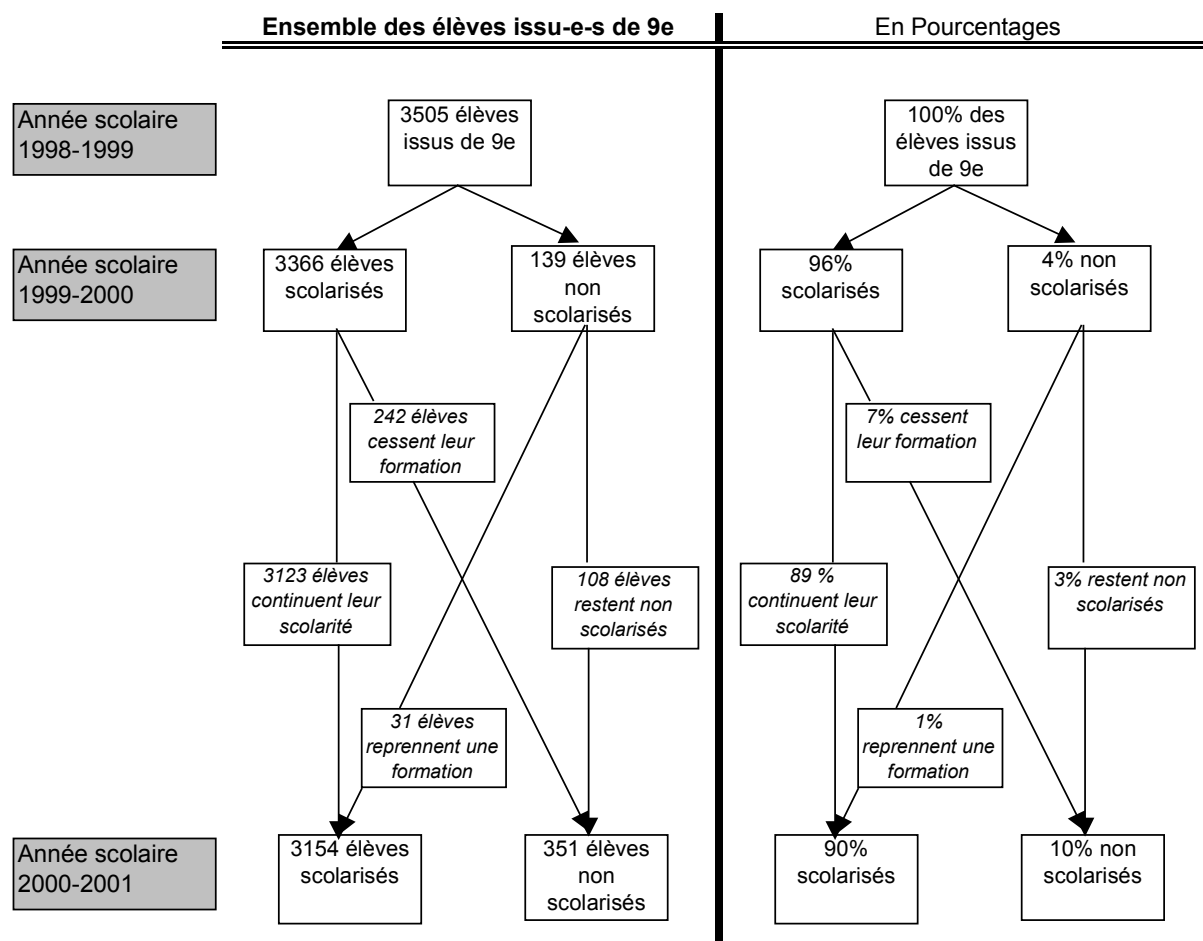 Ensemble des élèves issu-e-s de 9e
En Pourcentages
Année scolaire
1998-1999
3505 élèves
issus de 9e
100% des
élèves issus
de 9e
Année scolaire
1999-2000
3366 élèves
scolarisés
139 élèves
non
scolarisés
96%
scolarisés
4% non
scolarisés
242 élèves
cessent leur
formation
7% cessent
leur formation
3123 élèves
continuent leur
scolarité
108 élèves
restent non
scolarisés
89 %
continuent leur
scolarité
3% restent non
scolarisés
31 élèves
reprennent une
formation
1%
reprennent une
formation
Année scolaire
2000-2001
3154 élèves
scolarisés
351 élèves
non
scolarisés
90%
scolarisés
10% non
scolarisés